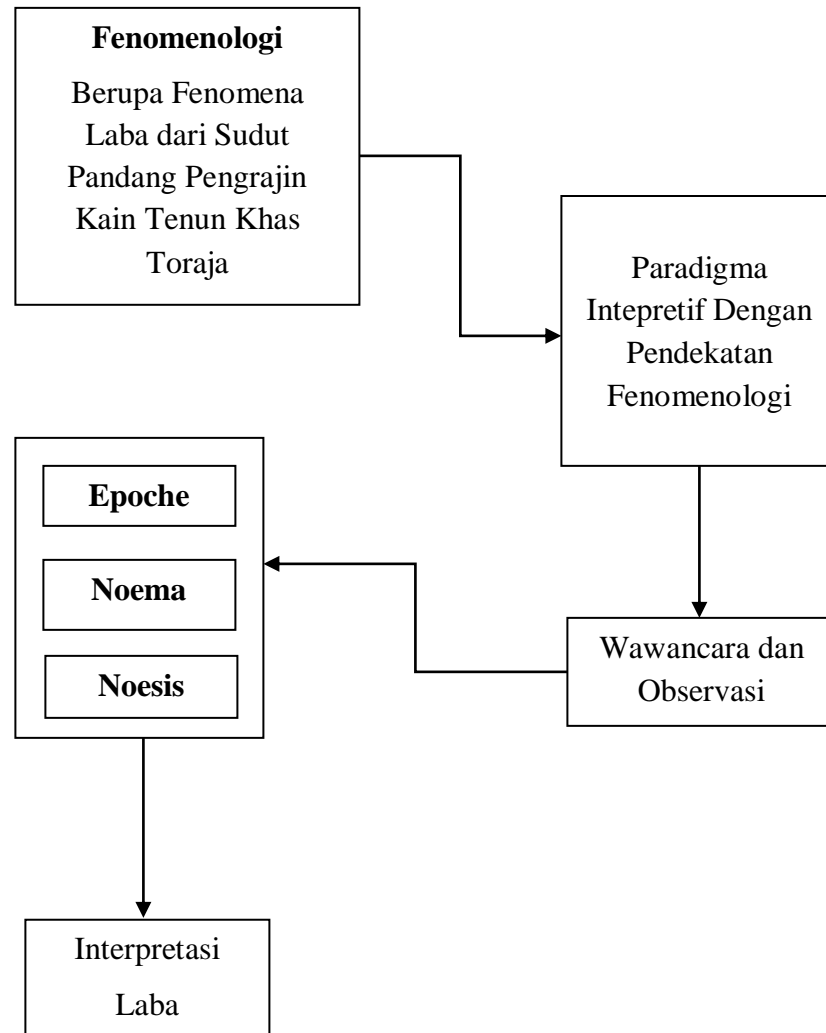 Fenomenologi
Berupa Fenomena
Laba dari Sudut
Pandang Pengrajin
Kain Tenun Khas
Toraja
Paradigma
Intepretif Dengan
Pendekatan
Fenomenologi
Wawancara dan
Observasi
Epoche
Noema
Noesis
Interpretasi
Laba